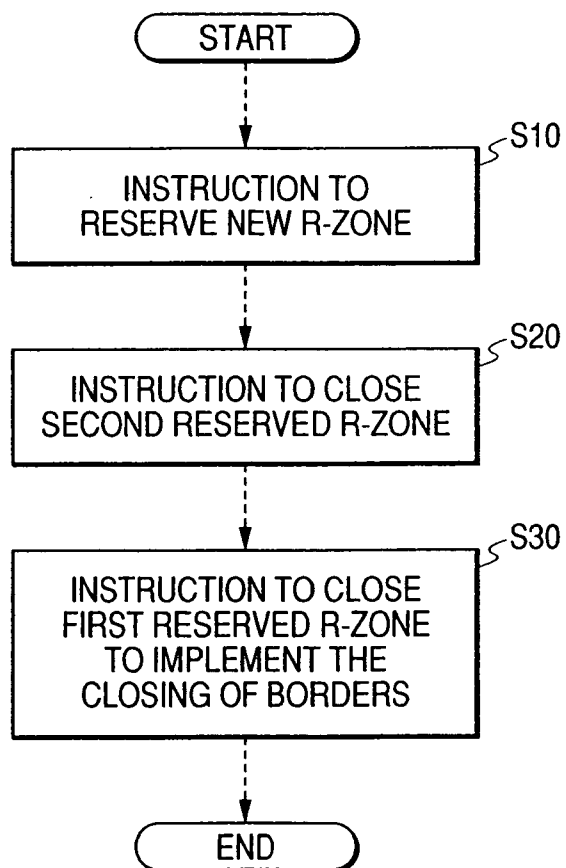 START
S10
INSTRUCTION TO
RESERVE NEW R-ZONE
S20
INSTRUCTION TO CLOSE
SECOND RESERVED R-ZONE
S30
INSTRUCTION TO CLOSE
FIRST RESERVED R-ZONE
TO IMPLEMENT THE
CLOSING OF BORDERS
END